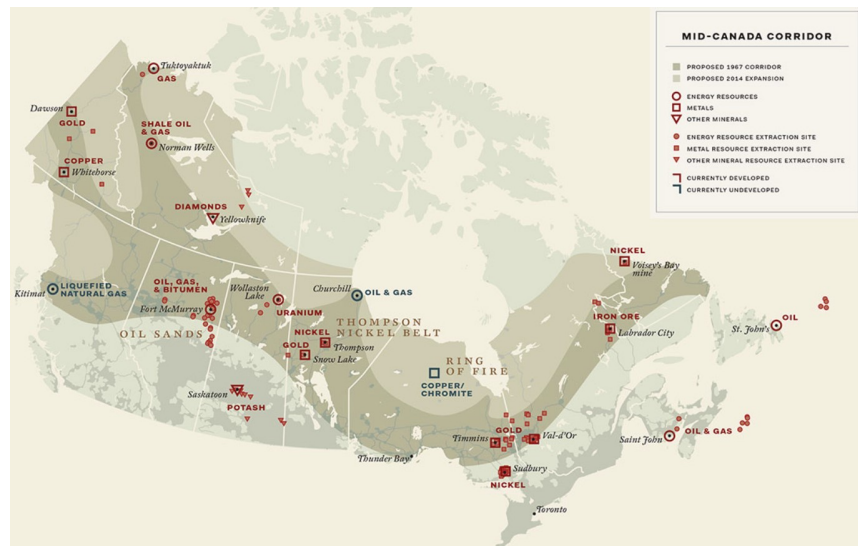 MID-CANADA CORRIDOR
PROPOSED 1967 CORRIDOR
PROPOSED 2014 EXPANSION
ENERGY RESOURCES
METALS
OTHER MINERALS
ENERGY RESOURCE EXTRACTION SITE
METAL RESOURCE EXTRACTION SITE
OTHER MINERAL RESOURCE EXTRACTION SITE
CURRENTLY DEVELOPED
CURRENTLY UNDEVELOPED
Tuktoyaktuk
GAS
Dawson
GOLD
SHALE OIL
& GAS
Norman Wells
COPPER
Whitehorse
DIAMONDS
Yellowknife
NICKEL
Voisey's Bay
mine
Kitimat
LIQUEFIED
NATURAL GAS
OIL, GAS,
& BITUMEN
Fort McMurray
OIL SANDS
Wollaston
Lake
URANIUM
Churchill
OIL & GAS
THOMPSON
NICKEL BELT
NICKEL
Thompson
GOLD
Snow Lake
IRON ORE
Labrador City
OIL
St. John's
RING
OF FIRE
COPPER/
CHROMITE
Saskatoon
POTASH
GOLD
Timmins
Val-d'Or
Saint John
OIL & GAS
Thunder Bay
Sudbury
NICKEL
Toronto